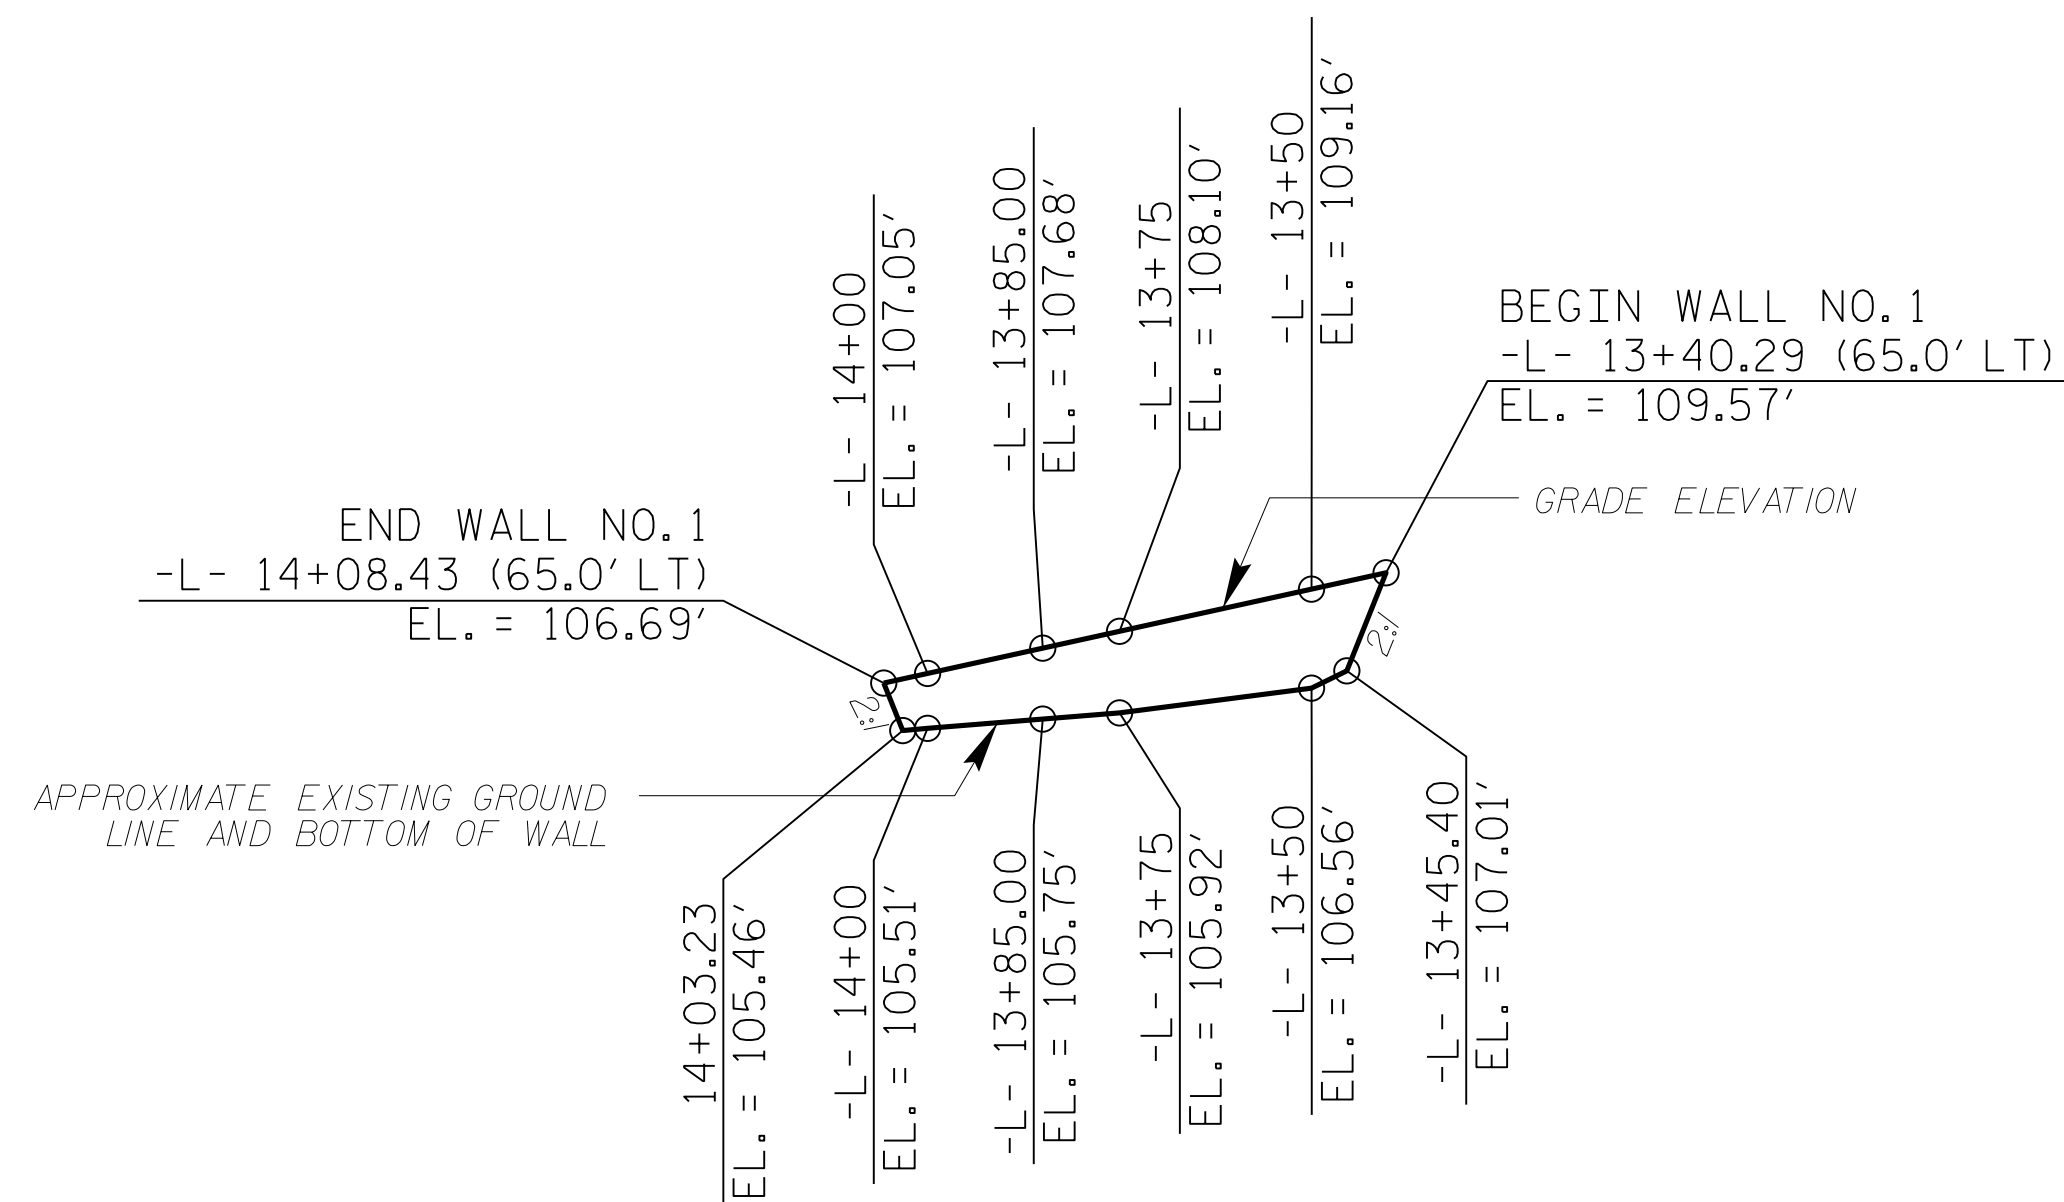 -L- 14+00
EL. = 107.05′
-L- 13+85.00
EL. = 107.68′
-L- 13+75
EL. = 108.10′
-L- 13+50
EL. = 109.16′
BEGIN WALL NO. 1
-L- 13+40.29 (65.0′ LT)
EL. = 109.57′
GRADE ELEVATION
END WALL NO. 1
-L- 14+08.43 (65.0′ LT)
EL. = 106.69′
2:1
2:1
APPROXIMATE EXISTING GROUND
LINE AND BOTTOM OF WALL
14+03.23
EL. = 105.46′
-L- 14+00
EL. = 105.51′
-L- 13+85.00
EL. = 105.75′
-L- 13+75
EL. = 105.92′
-L- 13+50
EL. = 106.56′
-L- 13+45.40
EL. = 107.01′